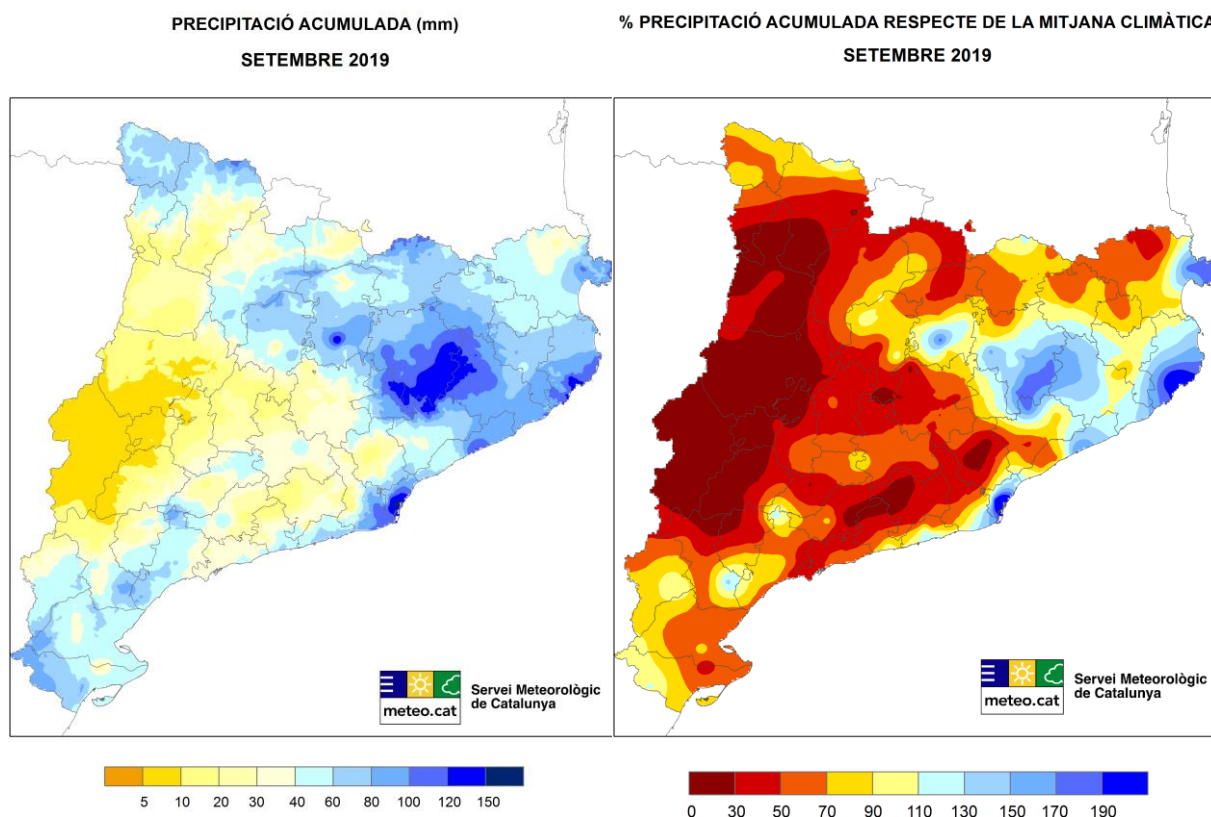 PRECIPITACIÓ ACUMULADA (mm)
SETEMBRE 2019
Servei Meteorològic
de Catalunya
meteo.cat
5 10 20 30 40 60 80 100 120 150
% PRECIPITACIÓ ACUMULADA RESPECTE DE LA MITJANA CLIMÀTICA
SETEMBRE 2019
Servei Meteorològic
de Catalunya
meteo.cat
0 30 50 70 90 110 130 150 170 190